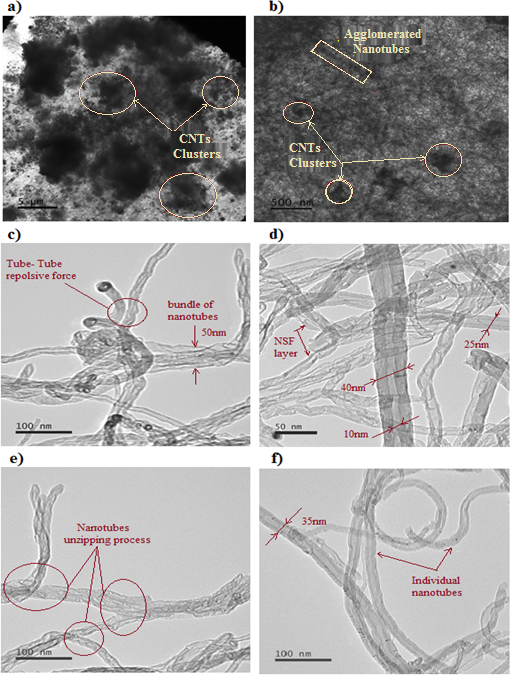 a)
b)
Agglomerated
Nanotubes
CNTs
Clusters
5 µm
CNTs
Clusters
500 nm
c)
d)
Tube- Tube
repolsive force
bundle of
nanotubes
50nm
100 nm
NSF
layer
25nm
40nm
10nm
50 nm
e)
f)
Nanotubes
unzipping process
100 nm
35nm
Individual
nanotubes
100 nm